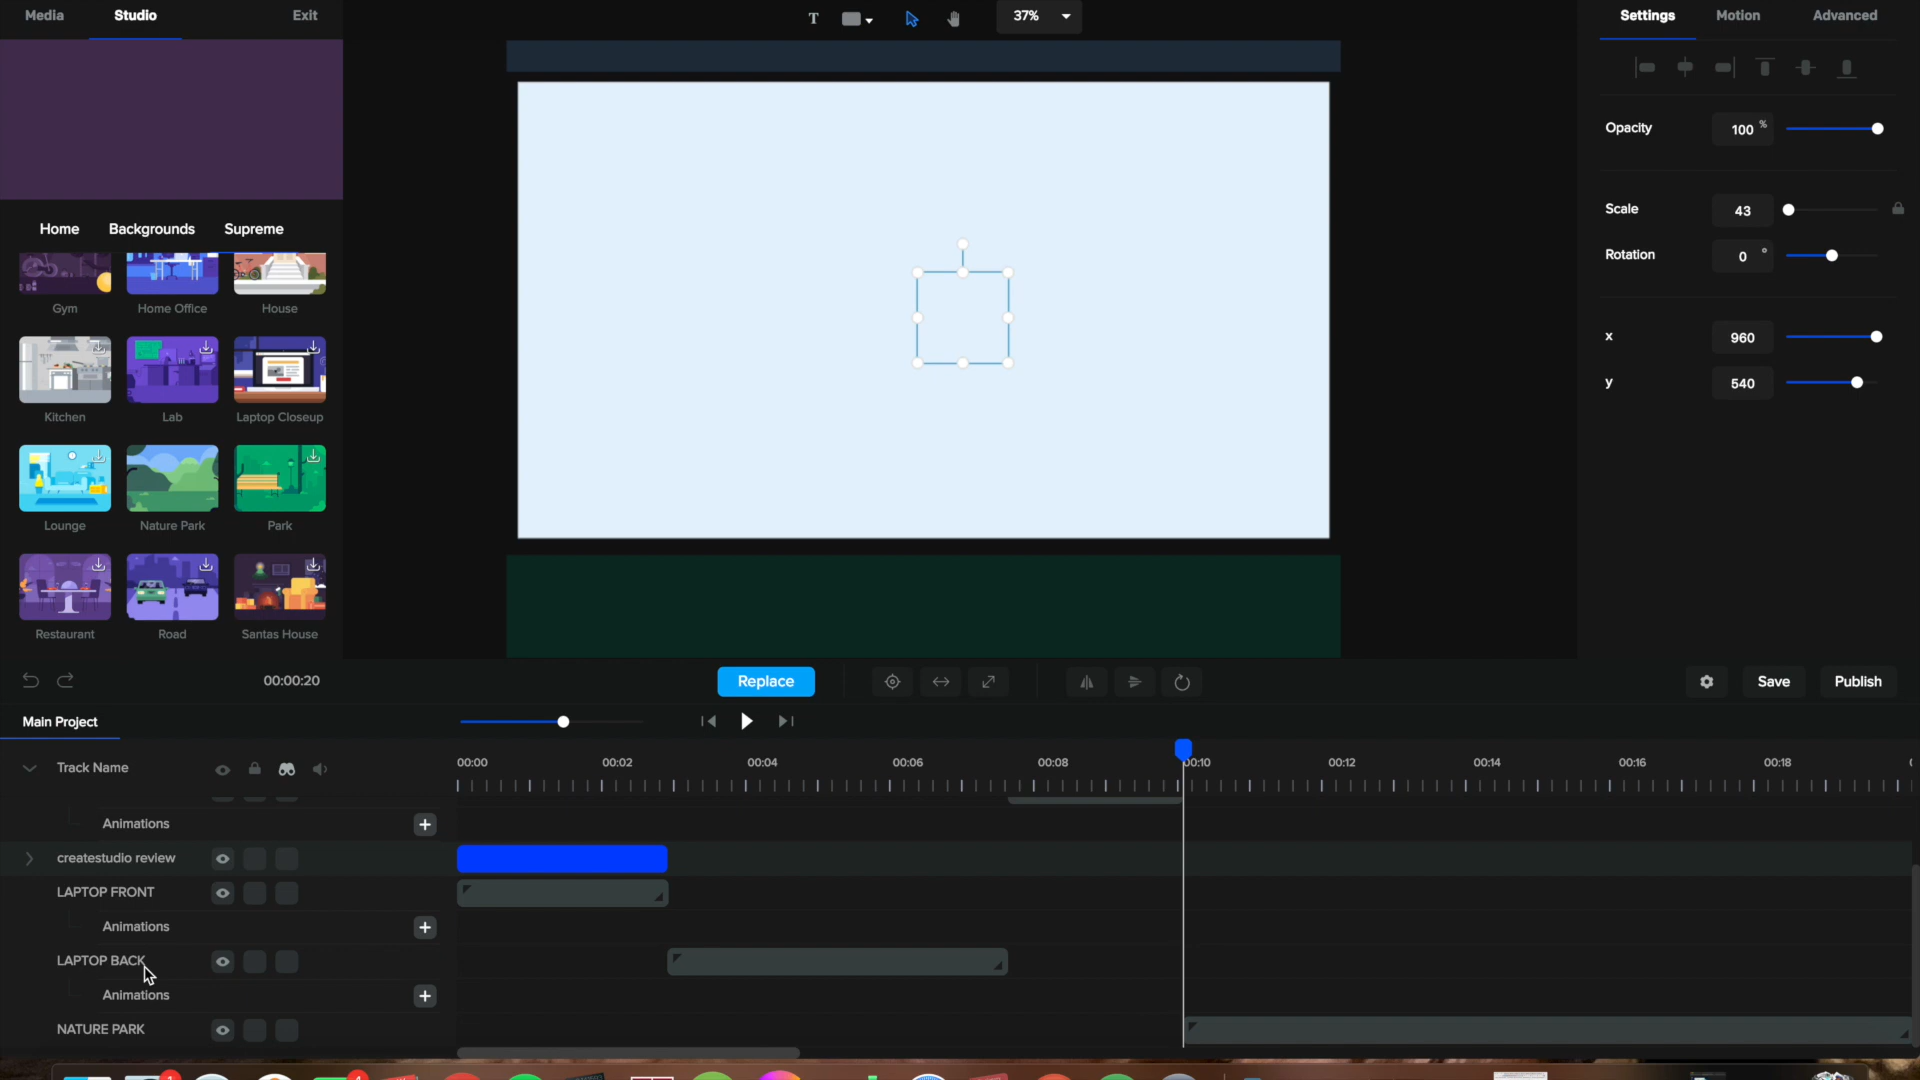 Media Studio Exit
T 37%
Settings Motion Advanced
Opacity 100 %
Home Backgrounds Supreme
Scale 43
Rotation 0 °
Gym Home Office House
x 960
y 540
Kitchen Lab Laptop Closeup
Lounge Nature Park Park
Restaurant Road Santas House
00:00:20 Replace Save Publish
Main Project
Track Name 00:00 00:02 00:04 00:06 00:08 00:10 00:12 00:14 00:16 00:18
Animations +
createstudio review
LAPTOP FRONT
Animations +
LAPTOP BACK
Animations +
NATURE PARK